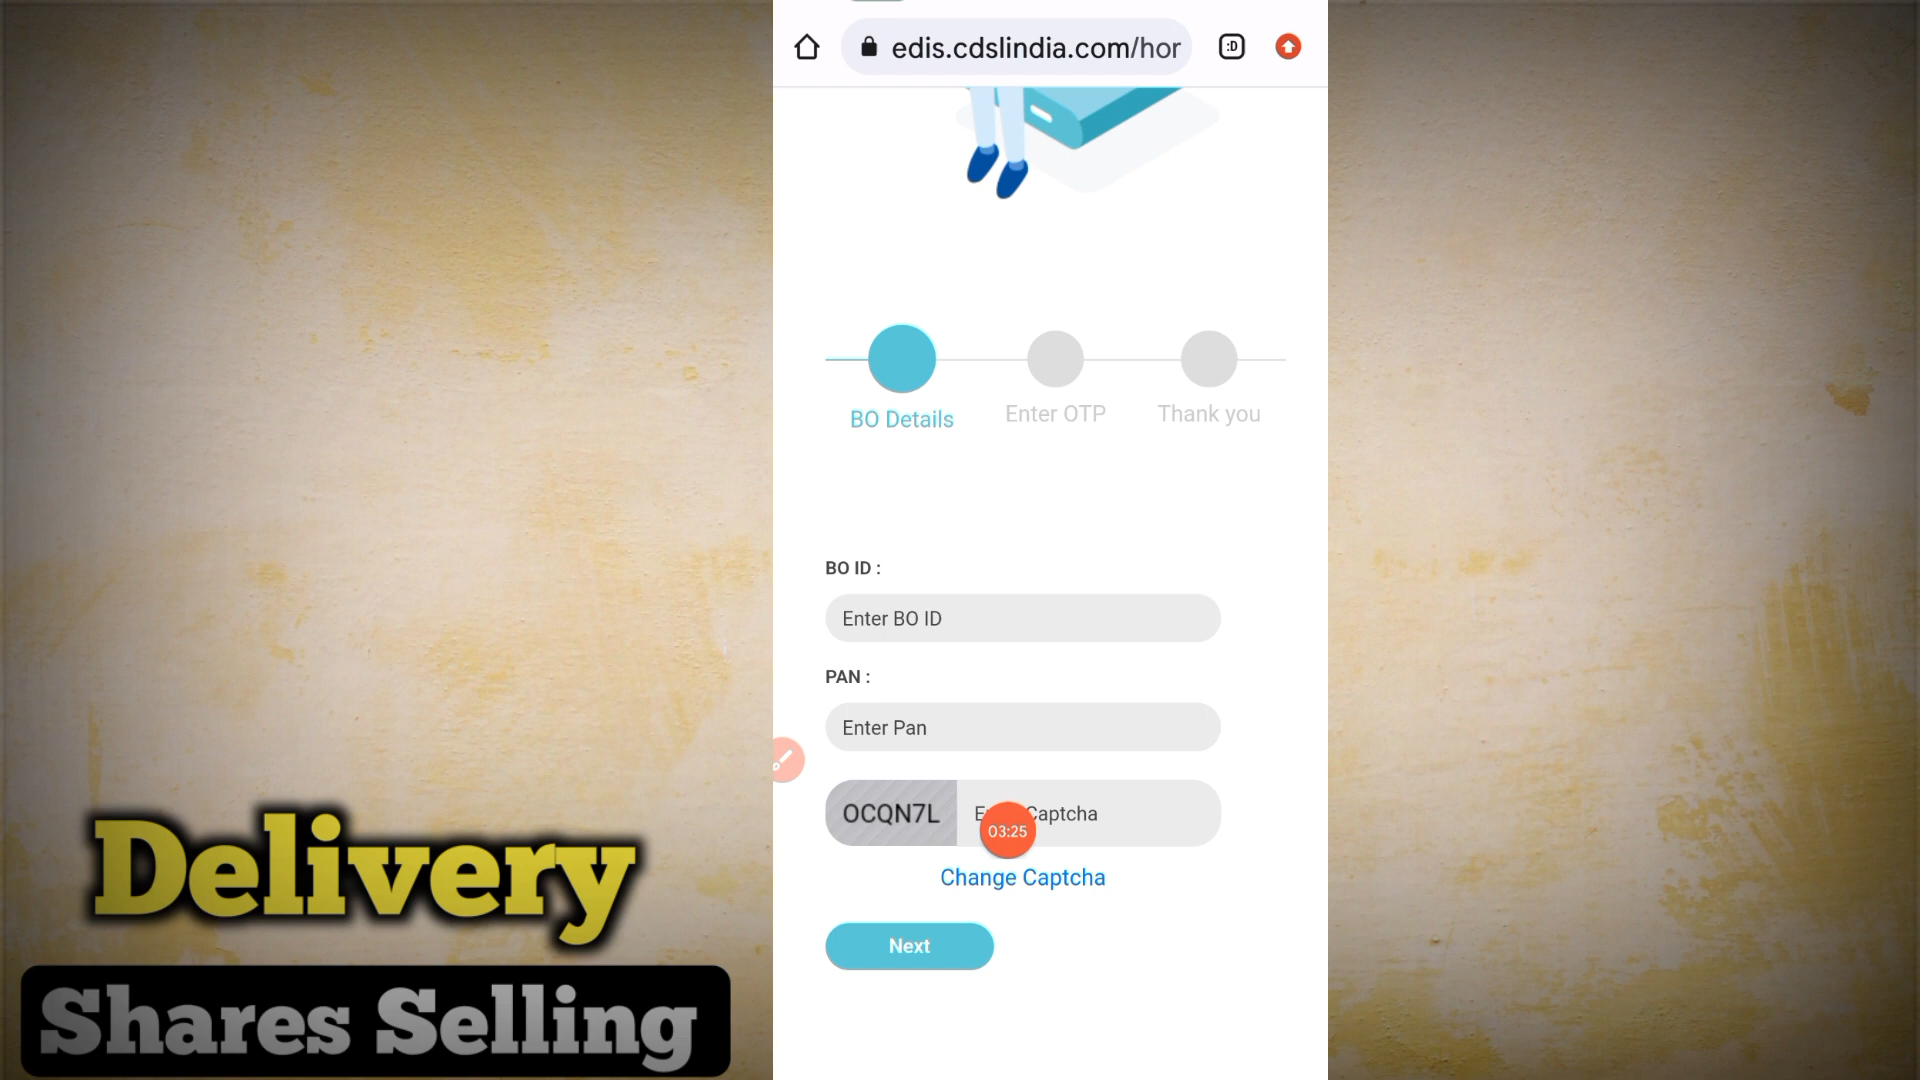 edis.cdslindia.com/hor
:D
BO Details
Enter OTP
Thank you
BO ID :
Enter BO ID
PAN :
Enter Pan
OCQN7L
Captcha
03:25
Change Captcha
Next
Delivery
Shares Selling